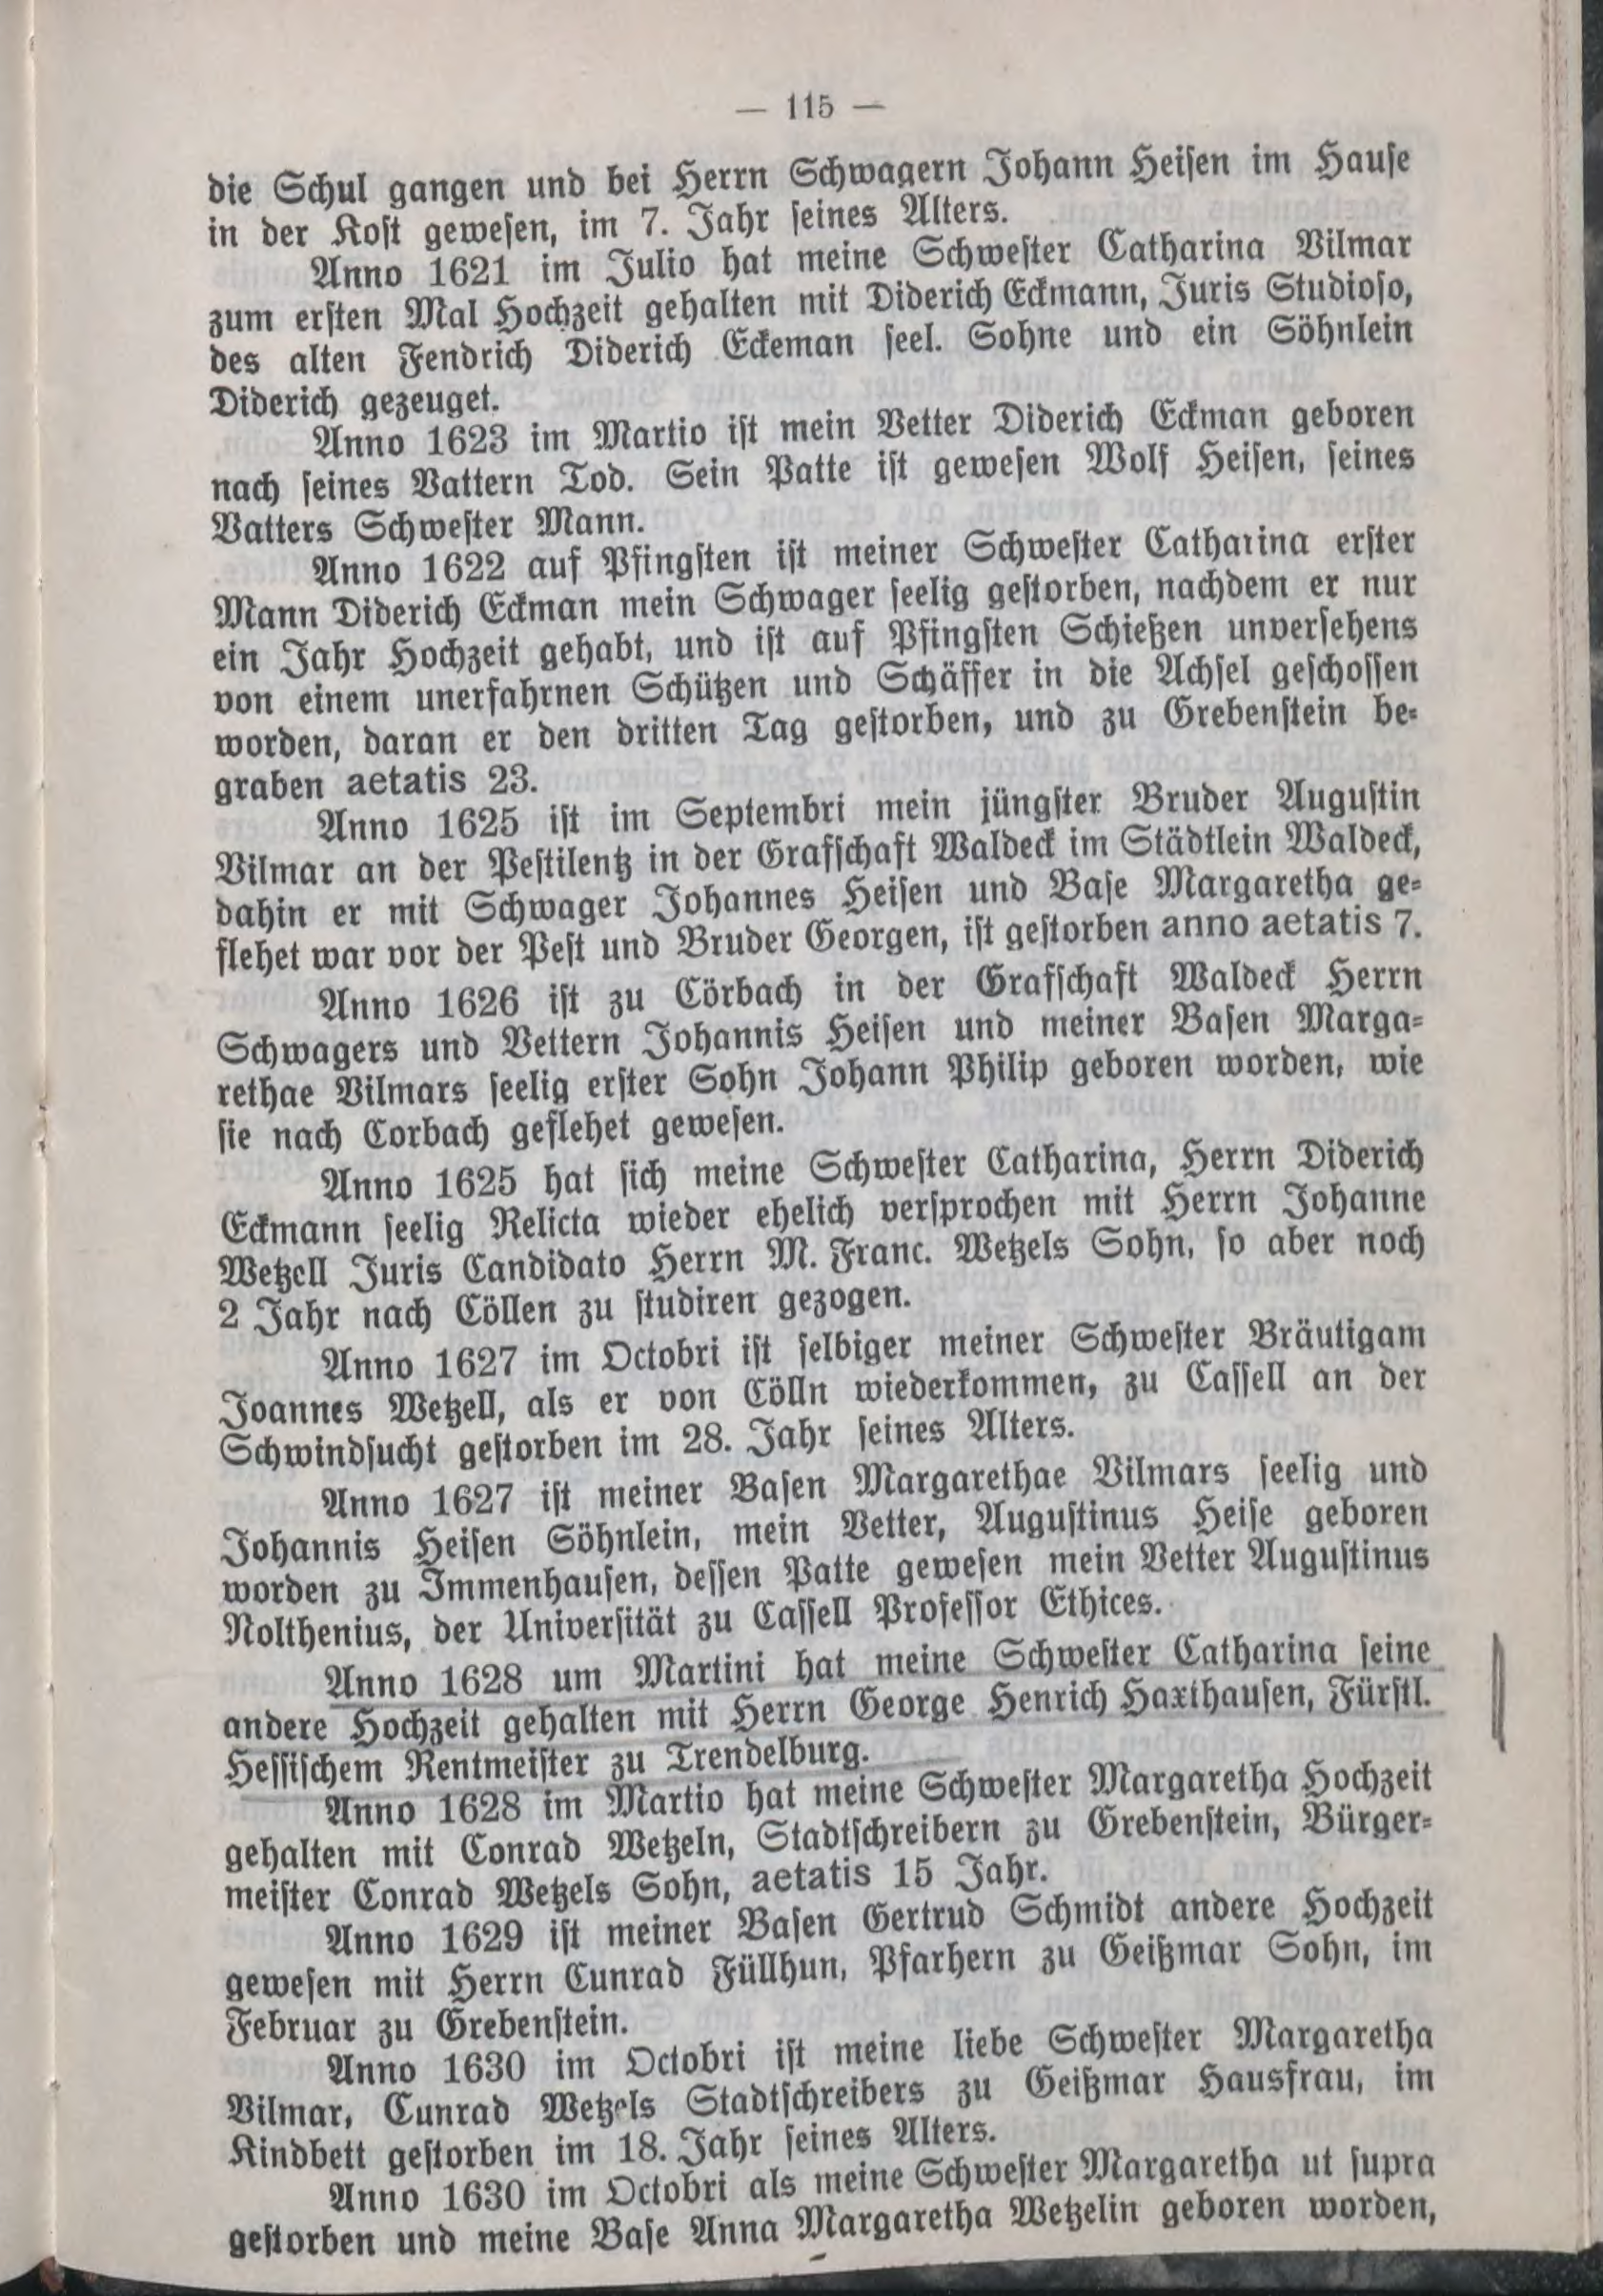 — 115 —
die Schul gangen und bei Herrn Schwagern Johann Heisen im Hause
in der Kost gewesen, im 7. Jahr seines Alters.
Anno 1621 im Julio hat meine Schwester Catharina Vilmar
zum ersten Mal Hochzeit gehalten mit Diderich Eckmann, Juris Studioso,
des alten Fendrich Diderich Eckeman seel. Sohne und ein Söhnlein
Diderich gezeuget.
Anno 1623 im Martio ist mein Vetter Diderich Eckman geboren
nach seines Vattern Tod. Sein Patte ist gewesen Wolf Heisen, seines
Vatters Schwester Mann.
Anno 1622 auf Pfingsten ist meiner Schwester Catharina erster
Mann Diderich Eckman mein Schwager seelig gestorben, nachdem er nur
ein Jahr Hochzeit gehabt, und ist auf Pfingsten Schießen unversehens
von einem unerfahrnen Schützen und Schäffer in die Achsel geschossen
worden, daran er den dritten Tag gestorben, und zu Grebenstein be-
graben aetatis 23.
Anno 1625 ist im Septembri mein jüngster Bruder Augustin
Vilmar an der Pestilentz in der Grafschaft Waldeck im Städtlein Waldeck,
dahin er mit Schwager Johannes Heisen und Base Margaretha ge-
flehet war vor der Pest und Bruder Georgen, ist gestorben anno aetatis 7.
Anno 1626 ist zu Cörbach in der Grafschaft Waldeck Herrn
Schwagers und Vettern Johannis Heisen und meiner Basen Marga-
rethae Vilmars seelig erster Sohn Johann Philip geboren worden, wie
sie nach Corbach geflehet gewesen.
Anno 1625 hat sich meine Schwester Catharina, Herrn Diderich
Eckmann seelig Relicta wieder ehelich versprochen mit Herrn Johanne
Wetzell Juris Candidato Herrn M. Franc. Wetzels Sohn, so aber noch
2 Jahr nach Cöllen zu studiren gezogen.
Anno 1627 im Octobri ist selbiger meiner Schwester Bräutigam
Joannes Wetzell, als er von Cölln wiederkommen, zu Cassell an der
Schwindsucht gestorben im 28. Jahr seines Alters.
Anno 1627 ist meiner Basen Margarethae Vilmars seelig und
Johannis Heisen Söhnlein, mein Vetter, Augustinus Heise geboren
worden zu Immenhausen, dessen Patte gewesen mein Vetter Augustinus
Nolthenius, der Universität zu Cassell Professor Ethices.
Anno 1628 um Martini hat meine Schwester Catharina seine
andere Hochzeit gehalten mit Herrn George Henrich Haxthausen, Fürstl.
Hessischem Rentmeister zu Trendelburg.
Anno 1628 im Martio hat meine Schwester Margaretha Hochzeit
gehalten mit Conrad Wetzeln, Stadtschreibern zu Grebenstein, Bürger-
meister Conrad Wetzels Sohn, aetatis 15 Jahr.
Anno 1629 ist meiner Basen Gertrud Schmidt andere Hochzeit
gewesen mit Herrn Cunrad Füllhun, Pfarhern zu Geißmar Sohn, im
Februar zu Grebenstein.
Anno 1630 im Octobri ist meine liebe Schwester Margaretha
Vilmar, Cunrad Wetzels Stadtschreibers zu Geißmar Hausfrau, im
Kindbett gestorben im 18. Jahr seines Alters.
Anno 1630 im Octobri als meine Schwester Margaretha ut supra
gestorben und meine Base Anna Margaretha Wetzelin geboren worden,